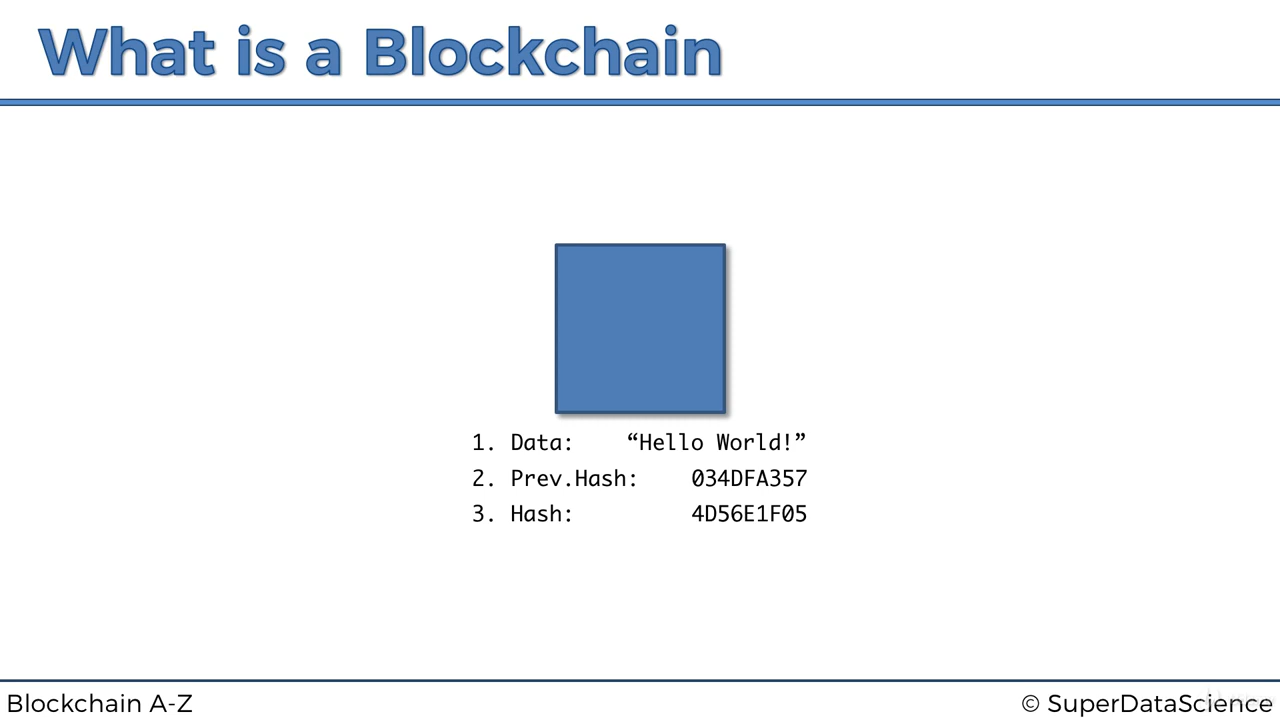 What is a Blockchain
1. Data: “Hello World!”
2. Prev.Hash: 034DFA357
3. Hash: 4D56E1F05
Blockchain A-Z
© SuperDataScience